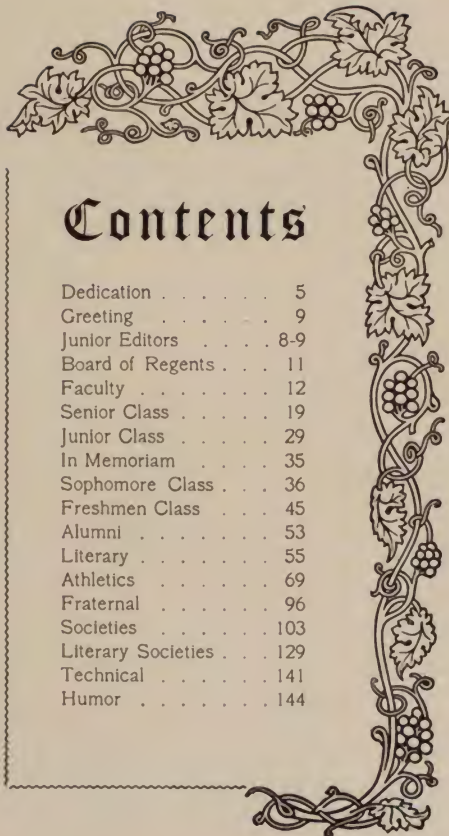 Contents
Dedication . . . . . . 5
Greeting . . . . . . 9
Junior Editors . . . . 8-9
Board of Regents . . . 11
Faculty . . . . . . . 12
Senior Class . . . . . 19
Junior Class . . . . . 29
In Memoriam . . . . 35
Sophomore Class . . . 36
Freshmen Class . . . 45
Alumni . . . . . . . 53
Literary . . . . . . 55
Athletics . . . . . . 69
Fraternal . . . . . . 96
Societies . . . . . . 103
Literary Societies . . . 129
Technical . . . . . . 141
Humor . . . . . . . 144